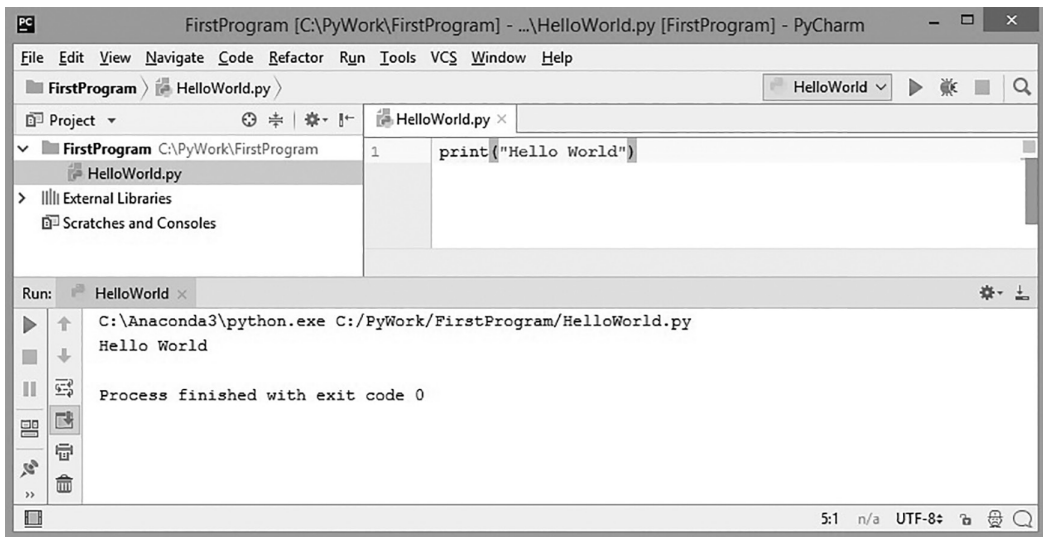 PC FirstProgram [C:\PyWork\FirstProgram] - ...\HelloWorld.py [FirstProgram] - PyCharm
File Edit View Navigate Code Refactor Run Tools VCS Window Help
FirstProgram HelloWorld.py HelloWorld
Project HelloWorld.py
FirstProgram C:\PyWork\FirstProgram
1 print("Hello World")
HelloWorld.py
External Libraries
Scratches and Consoles
Run: HelloWorld
C:\Anaconda3\python.exe C:/PyWork/FirstProgram/HelloWorld.py
Hello World
Process finished with exit code 0
5:1 n/a UTF-8